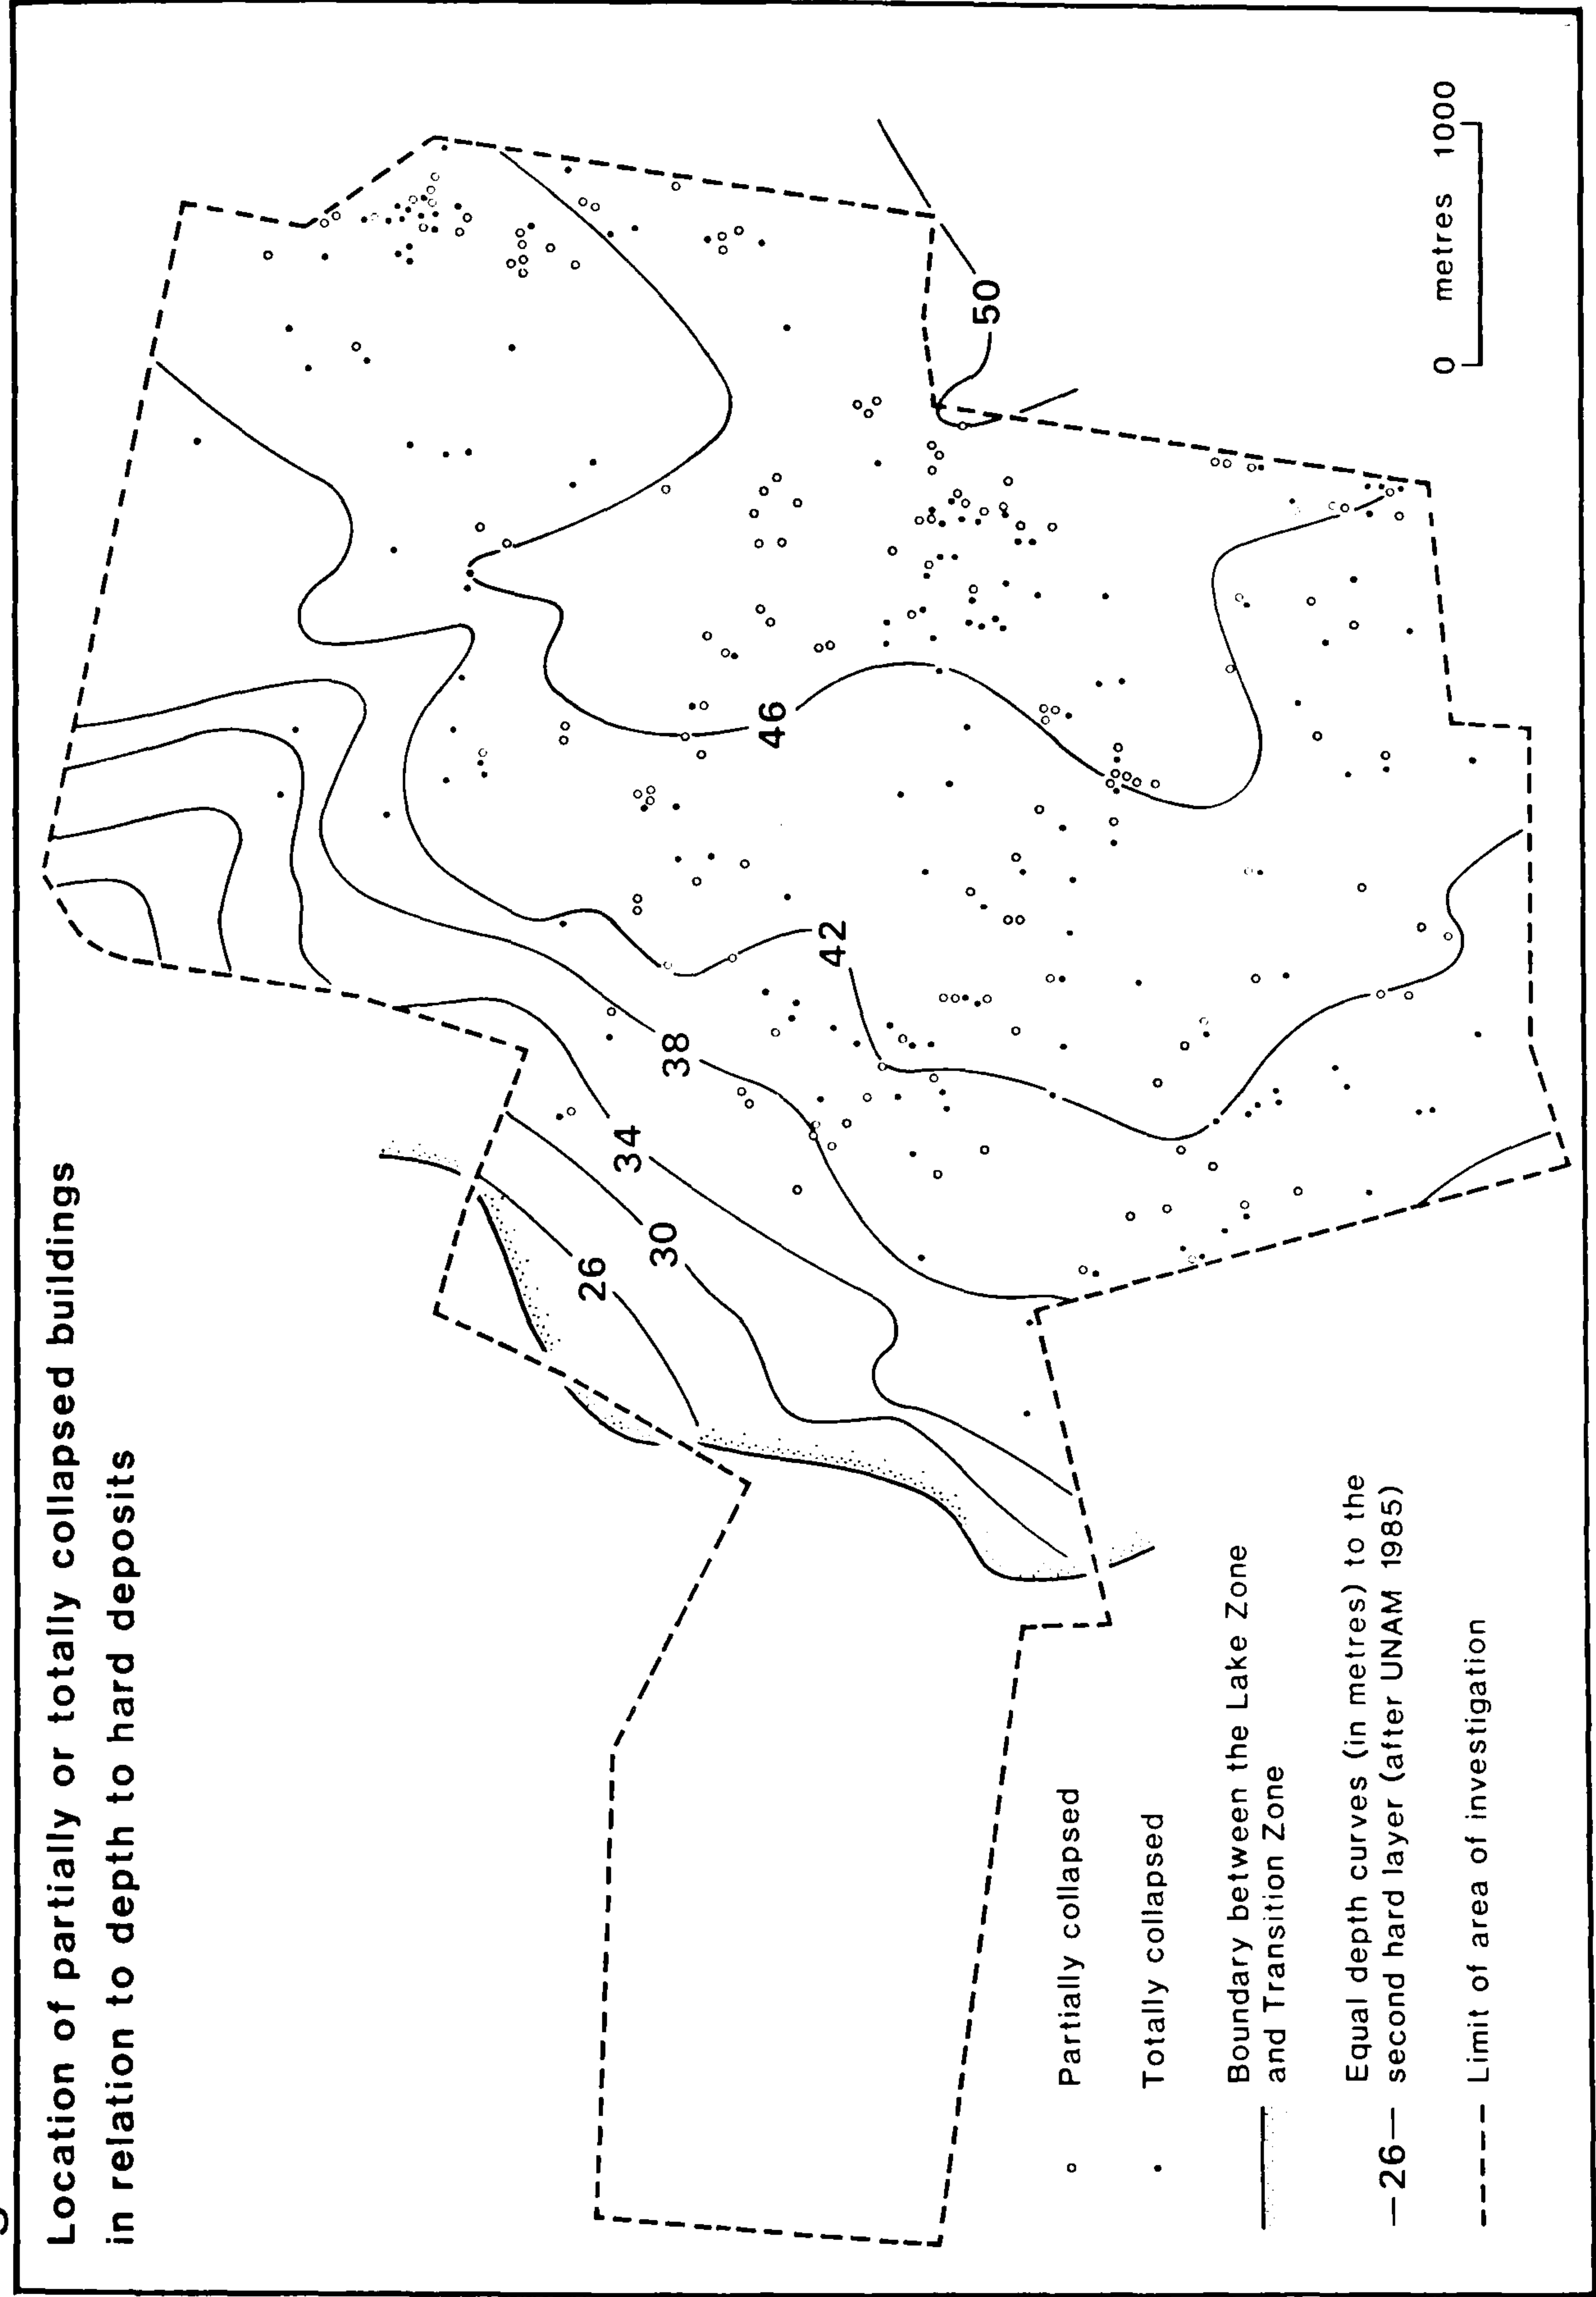 Location of partially or totally collapsed buildings
in relation to depth to hard deposits
26
30
34
38
42
46
50
Partially collapsed
Totally collapsed
Boundary between the Lake Zone
and Transition Zone
Equal depth curves (in metres) to the
—26— second hard layer (after UNAM 1985)
Limit of area of investigation
0 metres 1000